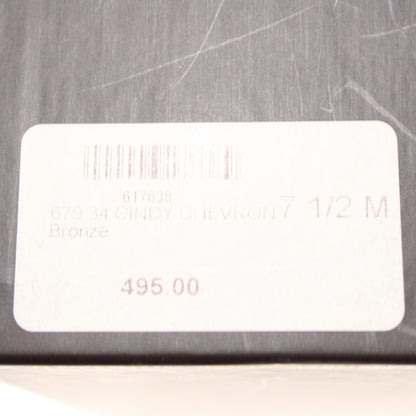 617638
679 34 CINDY CHEVRON 7 1/2 M
Bronze
495.00